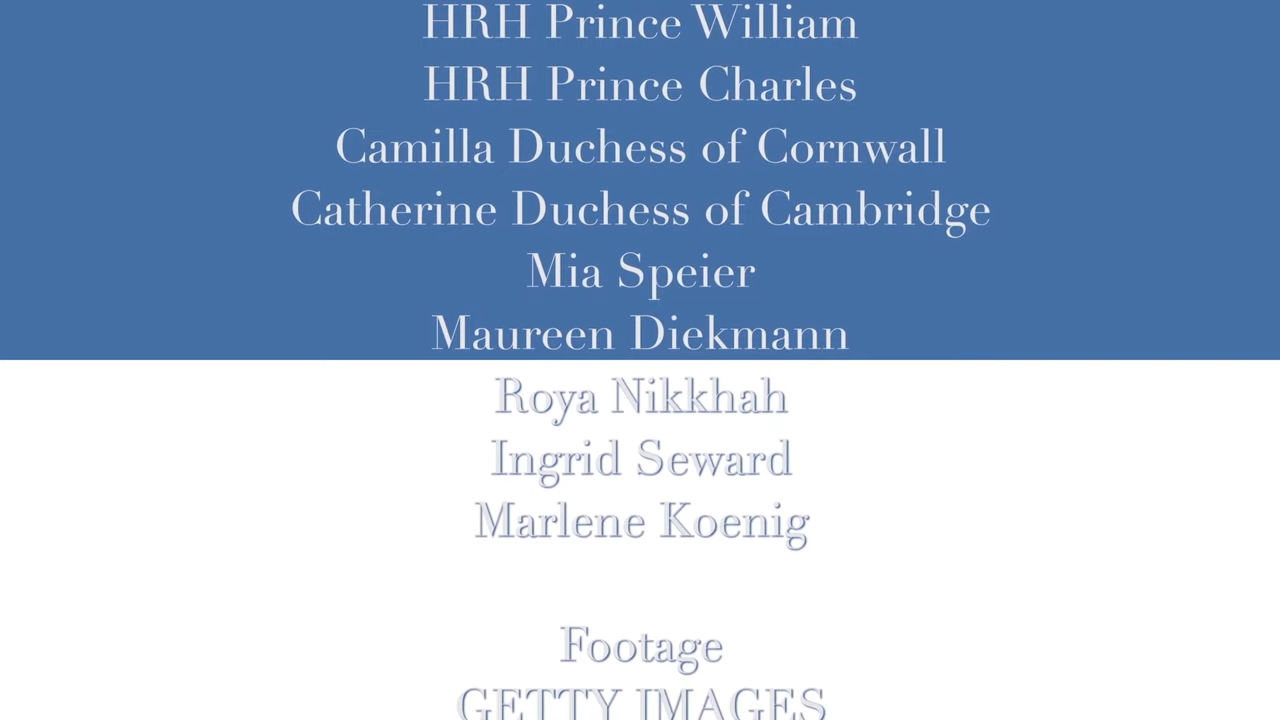 HRH Prince William
HRH Prince Charles
Camilla Duchess of Cornwall
Catherine Duchess of Cambridge
Mia Speier
Maureen Diekmann
Roya Nikkhah
Ingrid Seward
Marlene Koenig
Footage
GETTY IMAGES